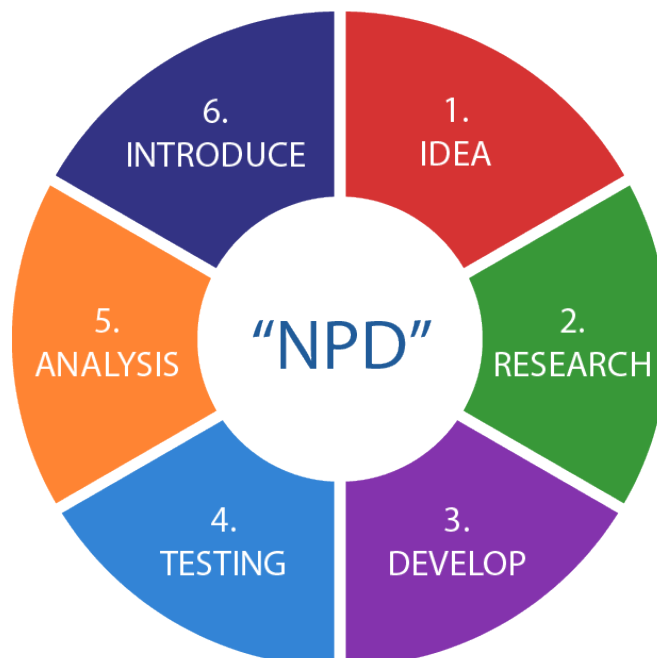 1.
IDEA
2.
RESEARCH
3.
DEVELOP
4.
TESTING
5.
ANALYSIS
6.
INTRODUCE
“NPD”